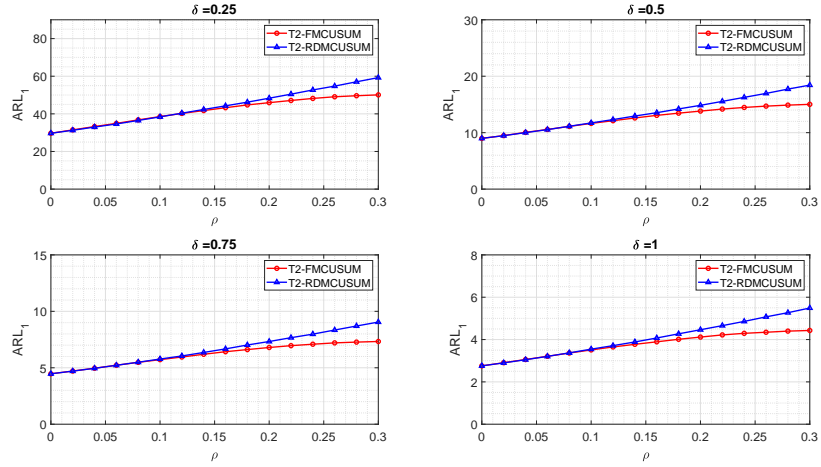 δ =0.25
ARL1
80
60
40
20
0
0 0.05 0.1 0.15 0.2 0.25 0.3
ρ
T2-FMCUSUM
T2-RDMCUSUM
δ =0.5
ARL1
30
20
10
0
0 0.05 0.1 0.15 0.2 0.25 0.3
ρ
T2-FMCUSUM
T2-RDMCUSUM
δ =0.75
ARL1
15
10
5
0
0 0.05 0.1 0.15 0.2 0.25 0.3
ρ
T2-FMCUSUM
T2-RDMCUSUM
δ =1
ARL1
8
6
4
2
0
0 0.05 0.1 0.15 0.2 0.25 0.3
ρ
T2-FMCUSUM
T2-RDMCUSUM